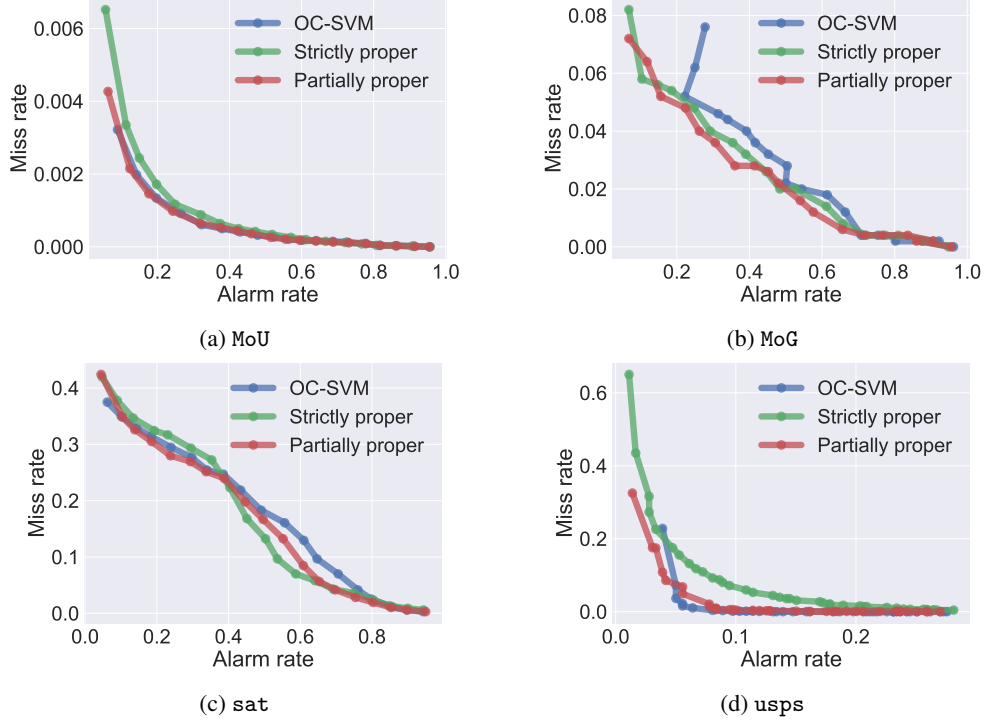 0.006
0.004
0.002
0.000
Miss rate
OC-SVM
Strictly proper
Partially proper
0.2 0.4 0.6 0.8 1.0
Alarm rate
(a) MoU
0.08
0.06
0.04
0.02
0.00
Miss rate
OC-SVM
Strictly proper
Partially proper
0.2 0.4 0.6 0.8 1.0
Alarm rate
(b) MoG
0.4
0.3
0.2
0.1
0.0
Miss rate
OC-SVM
Strictly proper
Partially proper
0.0 0.2 0.4 0.6 0.8
Alarm rate
(c) sat
0.6
0.4
0.2
0.0
Miss rate
OC-SVM
Strictly proper
Partially proper
0.0 0.1 0.2
Alarm rate
(d) usps